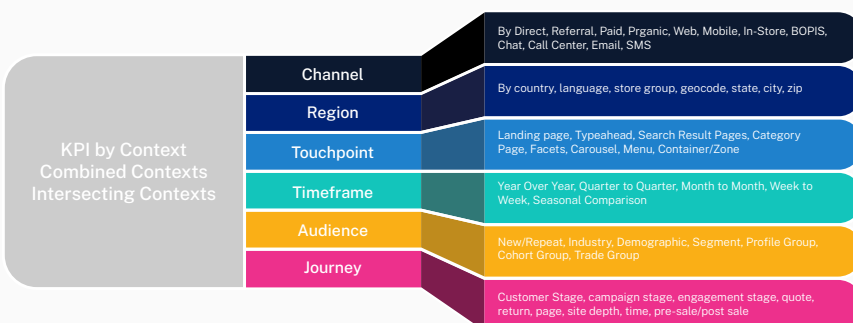 KPI by Context
Combined Contexts
Intersecting Contexts
Channel
By Direct, Referral, Paid, Prganic, Web, Mobile, In-Store, BOPIS,
Chat, Call Center, Email, SMS
Region
By country, language, store group, geocode, state, city, zip
Touchpoint
Landing page, Typeahead, Search Result Pages, Category
Page, Facets, Carousel, Menu, Container/Zone
Timeframe
Year Over Year, Quarter to Quarter, Month to Month, Week to
Week, Seasonal Comparison
Audience
New/Repeat, Industry, Demographic, Segment, Profile Group,
Cohort Group, Trade Group
Journey
Customer Stage, campaign stage, engagement stage, quote,
return, page, site depth, time, pre-sale/post sale